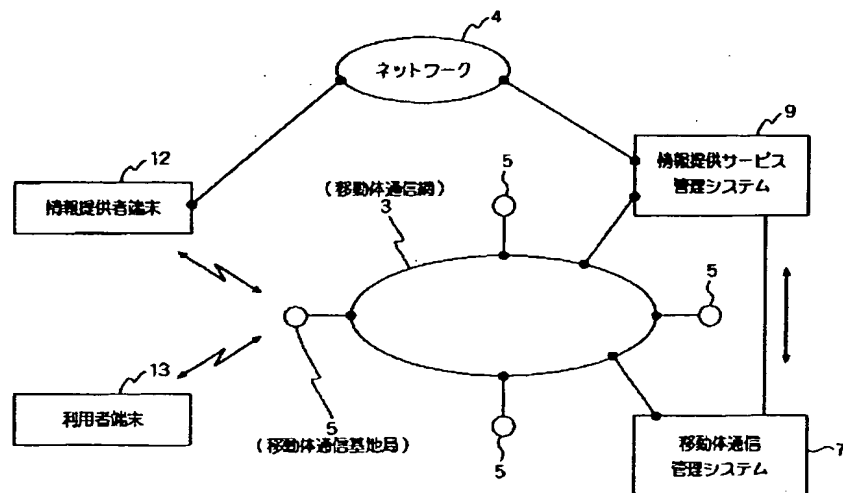 4
ネットワーク
9
情報提供サービス
管理システム
12
情報提供者端末
5
(移動体通信網)
3
5
13
利用者端末
5
(移動体通信基地局)
5
移動体通信
管理システム
7